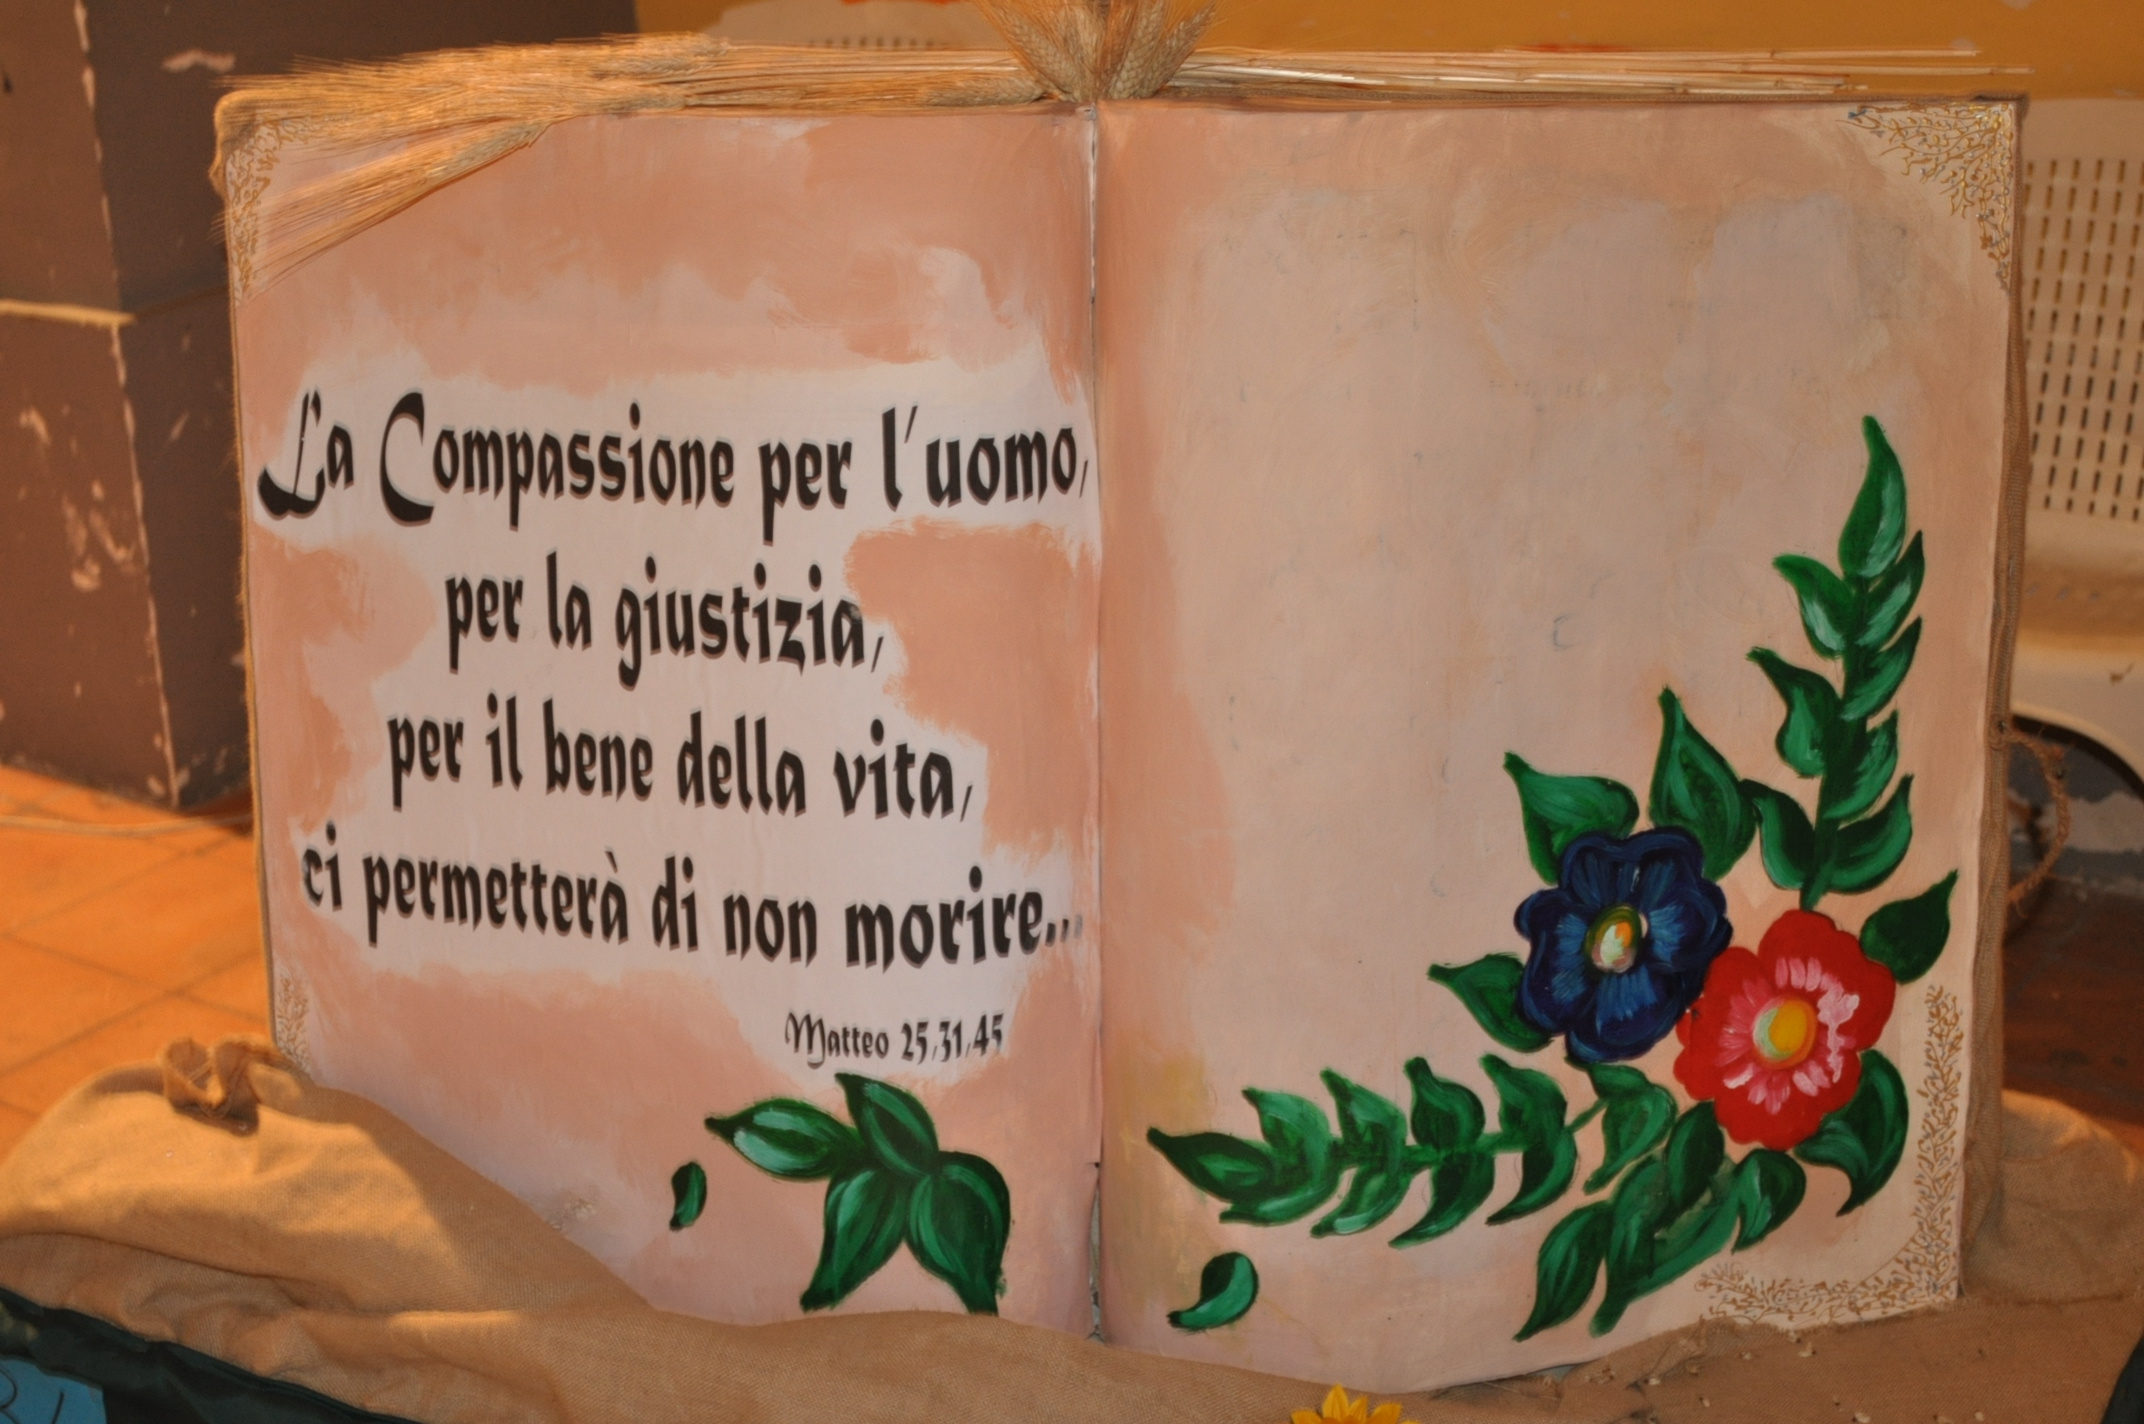 La Compassione per l'uomo,
per la giustizia,
per il bene della vita,
ci permetterà di non morire...
Matteo 25,31,45